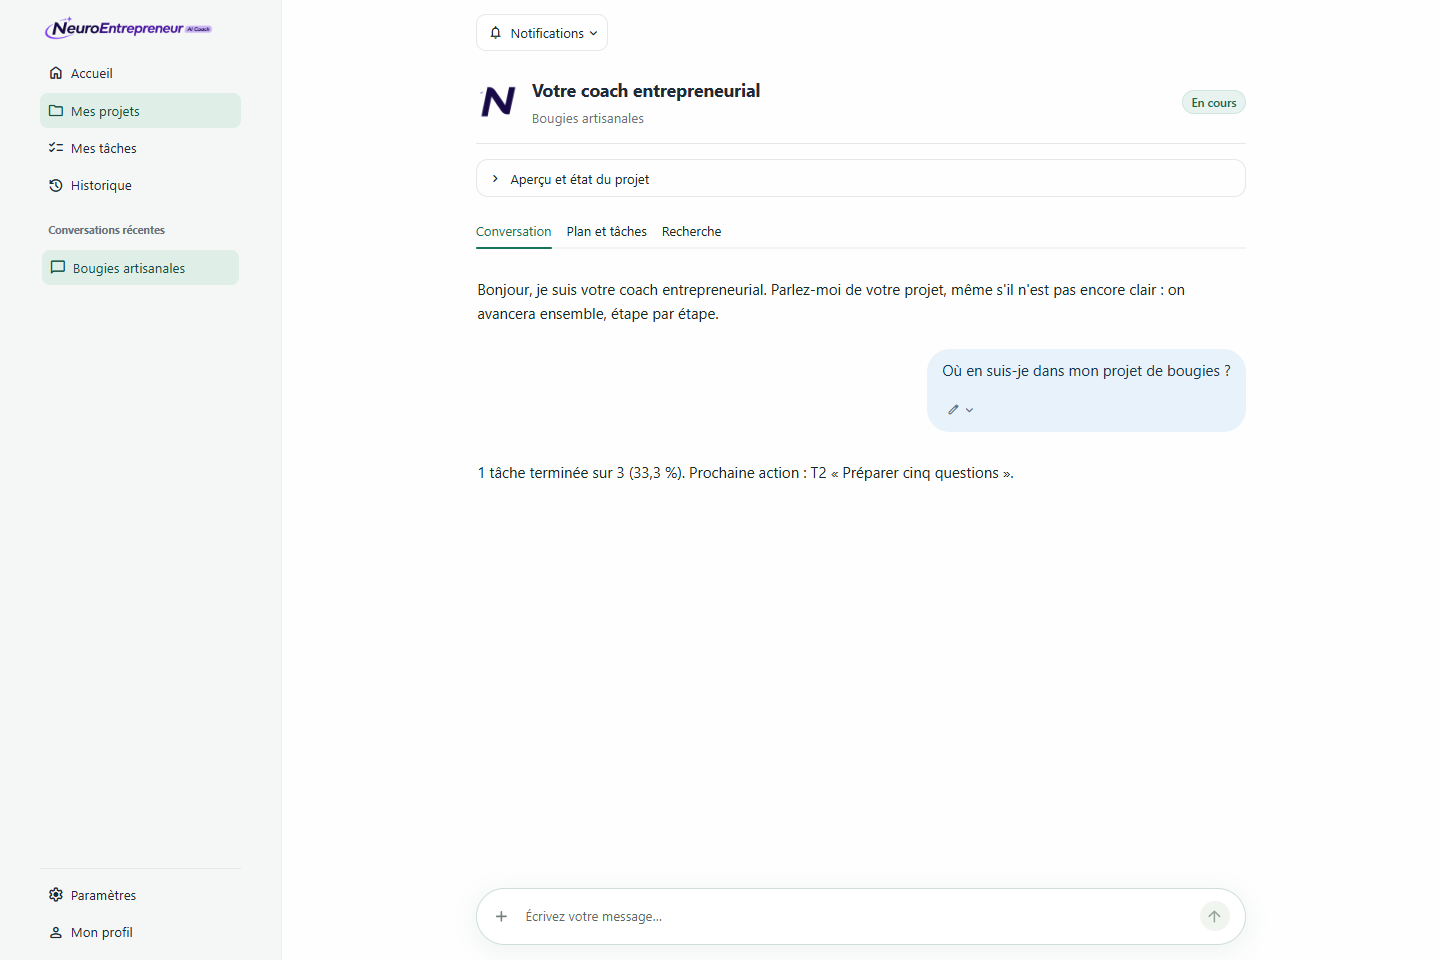 NeuroEntrepreneur AI Coach
Accueil
Mes projets
Mes tâches
Historique
Conversations récentes
Bougies artisanales
Paramètres
Mon profil
Notifications
N
Votre coach entrepreneurial
Bougies artisanales
En cours
Aperçu et état du projet
Conversation Plan et tâches Recherche
Bonjour, je suis votre coach entrepreneurial. Parlez-moi de votre projet, même s'il n'est pas encore clair : on
avancera ensemble, étape par étape.
Où en suis-je dans mon projet de bougies ?
1 tâche terminée sur 3 (33,3 %). Prochaine action : T2 « Préparer cinq questions ».
Écrivez votre message...